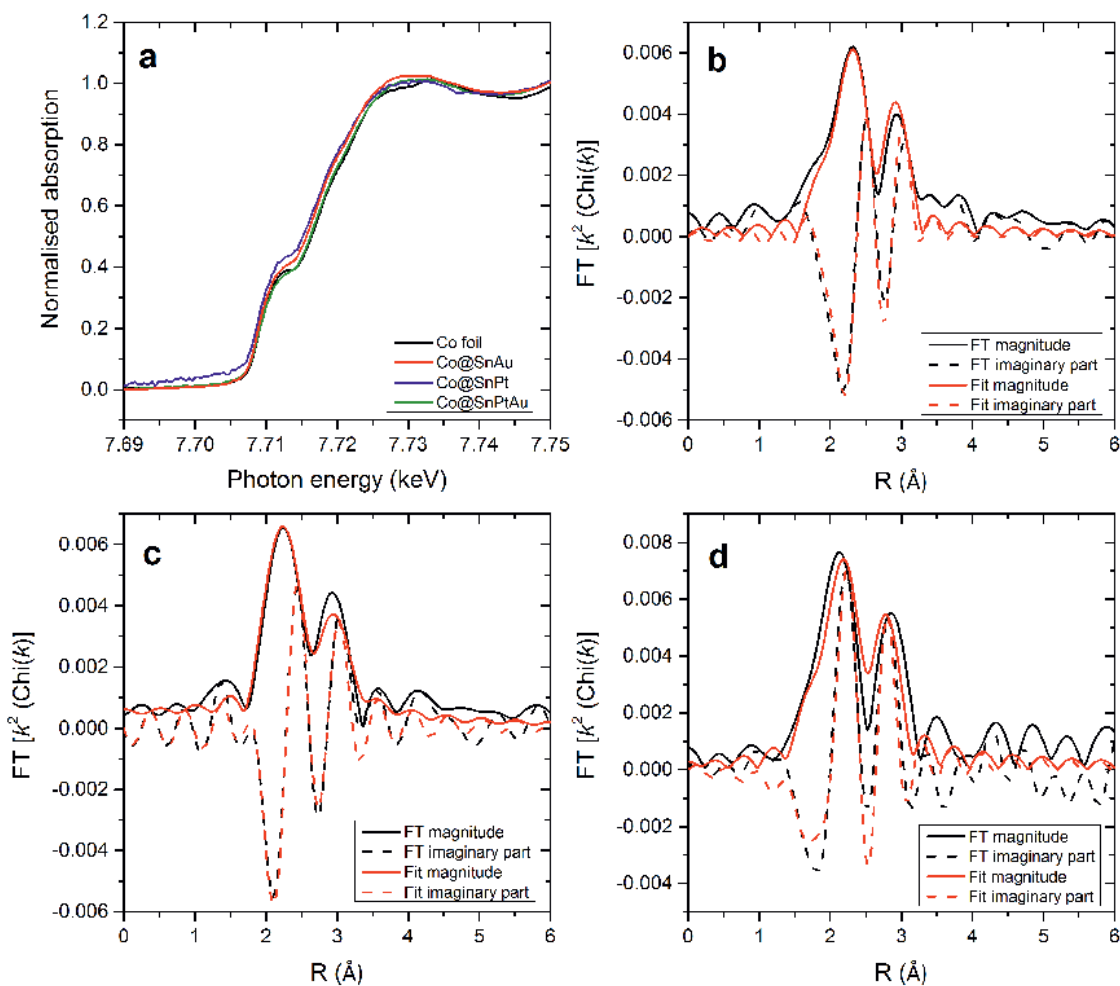 a
Normalised absorption
1.2
1.0
0.8
0.6
0.4
0.2
0.0
Co foil
Co@SnAu
Co@SnPt
Co@SnPtAu
7.69 7.70 7.71 7.72 7.73 7.74 7.75
Photon energy (keV)
b
FT [k² (Chi(k)]
0.006
0.004
0.002
0.000
-0.002
-0.004
-0.006
FT magnitude
FT imaginary part
Fit magnitude
Fit imaginary part
0 1 2 3 4 5 6
R (Å)
c
FT [k² (Chi(k)]
0.006
0.004
0.002
0.000
-0.002
-0.004
-0.006
FT magnitude
FT imaginary part
Fit magnitude
Fit imaginary part
0 1 2 3 4 5 6
R (Å)
d
FT [k² (Chi(k)]
0.008
0.006
0.004
0.002
0.000
-0.002
-0.004
FT magnitude
FT imaginary part
Fit magnitude
Fit imaginary part
0 1 2 3 4 5 6
R (Å)